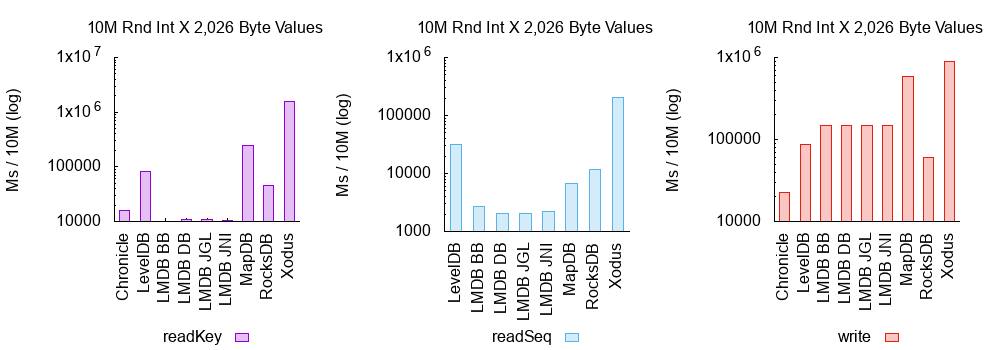 10M Rnd Int X 2,026 Byte Values
Ms / 10M (log)
1x10^7
1x10^6
100000
10000
Chronicle
LevelDB
LMDB BB
LMDB DB
LMDB JGL
LMDB JNI
MapDB
RocksDB
Xodus
readKey
10M Rnd Int X 2,026 Byte Values
Ms / 10M (log)
1x10^6
100000
10000
1000
LevelDB
LMDB BB
LMDB DB
LMDB JGL
LMDB JNI
MapDB
RocksDB
Xodus
readSeq
10M Rnd Int X 2,026 Byte Values
Ms / 10M (log)
1x10^6
100000
10000
Chronicle
LevelDB
LMDB BB
LMDB DB
LMDB JGL
LMDB JNI
MapDB
RocksDB
Xodus
write